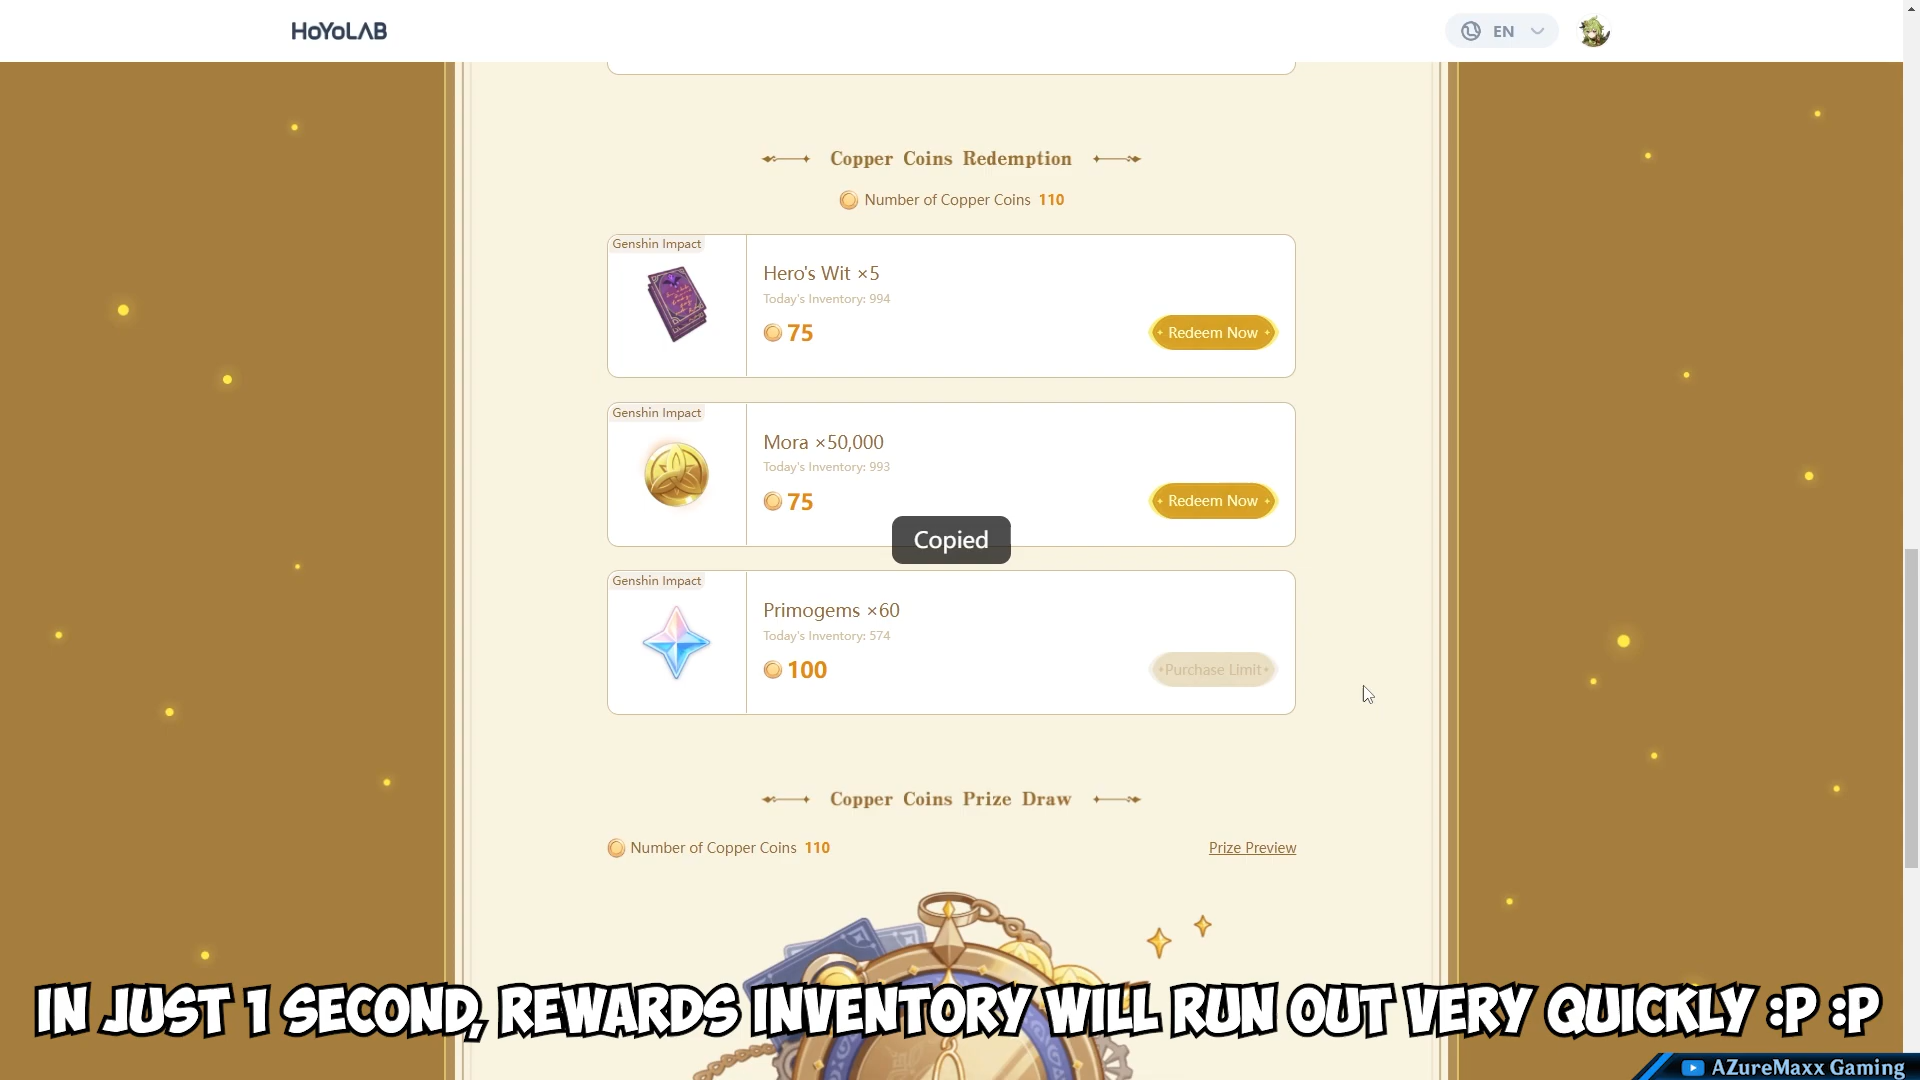 HoYoLAB
EN
Copper Coins Redemption
Number of Copper Coins 110
Genshin Impact
Hero's Wit ×5
Today's Inventory: 994
75
Redeem Now
Genshin Impact
Mora ×50,000
Today's Inventory: 993
75
Redeem Now
Copied
Genshin Impact
Primogems ×60
Today's Inventory: 574
100
Purchase Limit
Copper Coins Prize Draw
Number of Copper Coins 110
Prize Preview
IN JUST 1 SECOND, REWARDS INVENTORY WILL RUN OUT VERY QUICKLY :P :P
AZureMaxx Gaming